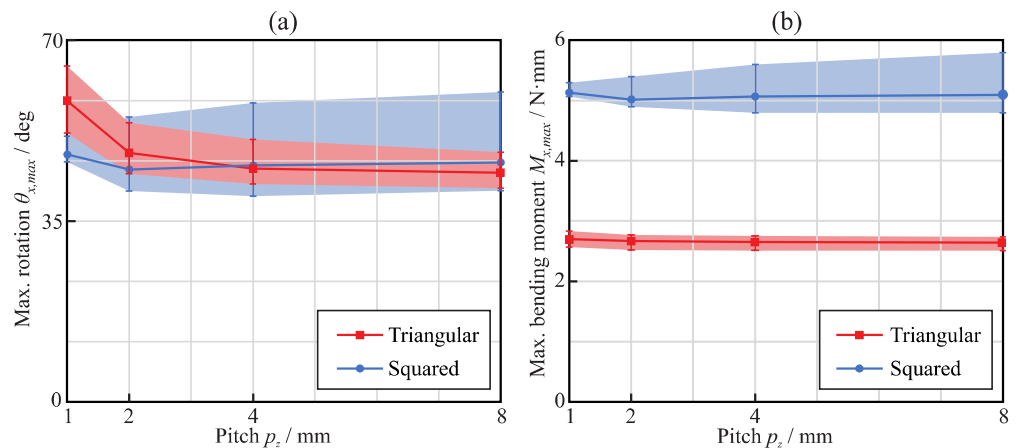 (a)
70
35
0
1
2
4
8
Max. rotation θx,max / deg
Pitch pz / mm
Triangular
Squared
(b)
6
4
2
0
1
2
4
8
Max. bending moment Mx,max / N·mm
Pitch pz / mm
Triangular
Squared